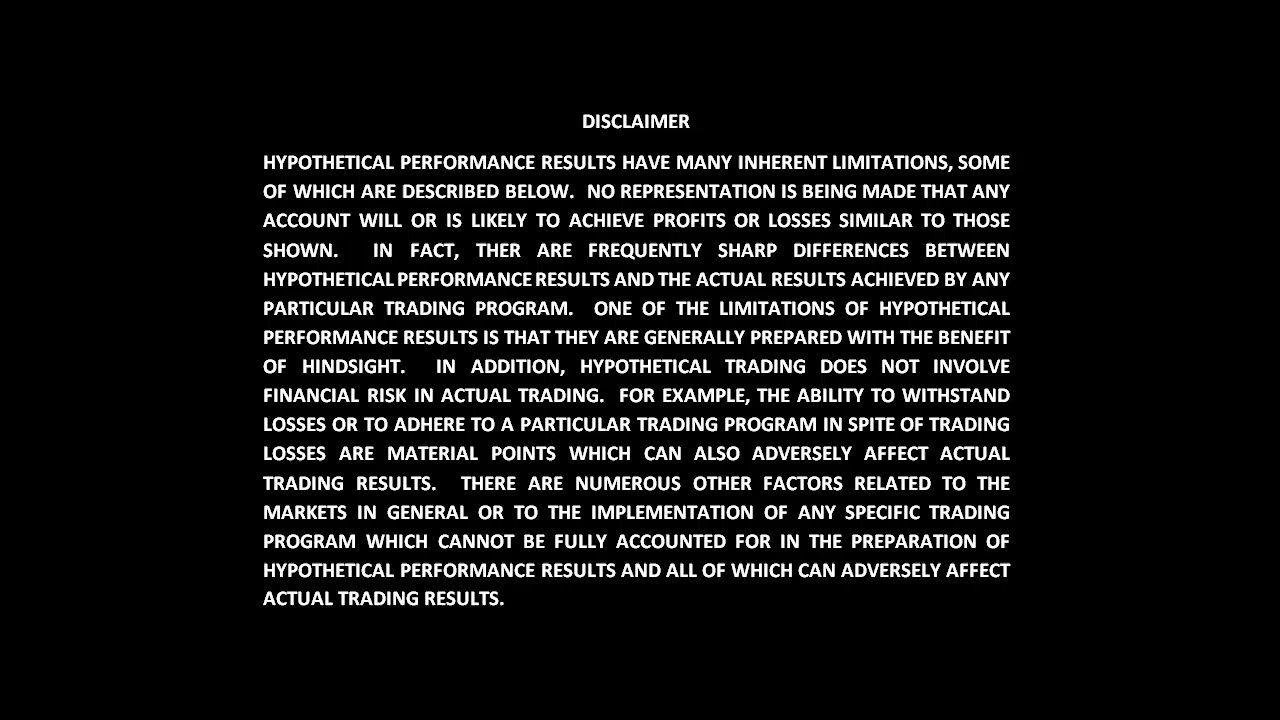 DISCLAIMER
HYPOTHETICAL PERFORMANCE RESULTS HAVE MANY INHERENT LIMITATIONS, SOME
OF WHICH ARE DESCRIBED BELOW. NO REPRESENTATION IS BEING MADE THAT ANY
ACCOUNT WILL OR IS LIKELY TO ACHIEVE PROFITS OR LOSSES SIMILAR TO THOSE
SHOWN. IN FACT, THER ARE FREQUENTLY SHARP DIFFERENCES BETWEEN
HYPOTHETICAL PERFORMANCE RESULTS AND THE ACTUAL RESULTS ACHIEVED BY ANY
PARTICULAR TRADING PROGRAM. ONE OF THE LIMITATIONS OF HYPOTHETICAL
PERFORMANCE RESULTS IS THAT THEY ARE GENERALLY PREPARED WITH THE BENEFIT
OF HINDSIGHT. IN ADDITION, HYPOTHETICAL TRADING DOES NOT INVOLVE
FINANCIAL RISK IN ACTUAL TRADING. FOR EXAMPLE, THE ABILITY TO WITHSTAND
LOSSES OR TO ADHERE TO A PARTICULAR TRADING PROGRAM IN SPITE OF TRADING
LOSSES ARE MATERIAL POINTS WHICH CAN ALSO ADVERSELY AFFECT ACTUAL
TRADING RESULTS. THERE ARE NUMEROUS OTHER FACTORS RELATED TO THE
MARKETS IN GENERAL OR TO THE IMPLEMENTATION OF ANY SPECIFIC TRADING
PROGRAM WHICH CANNOT BE FULLY ACCOUNTED FOR IN THE PREPARATION OF
HYPOTHETICAL PERFORMANCE RESULTS AND ALL OF WHICH CAN ADVERSELY AFFECT
ACTUAL TRADING RESULTS.